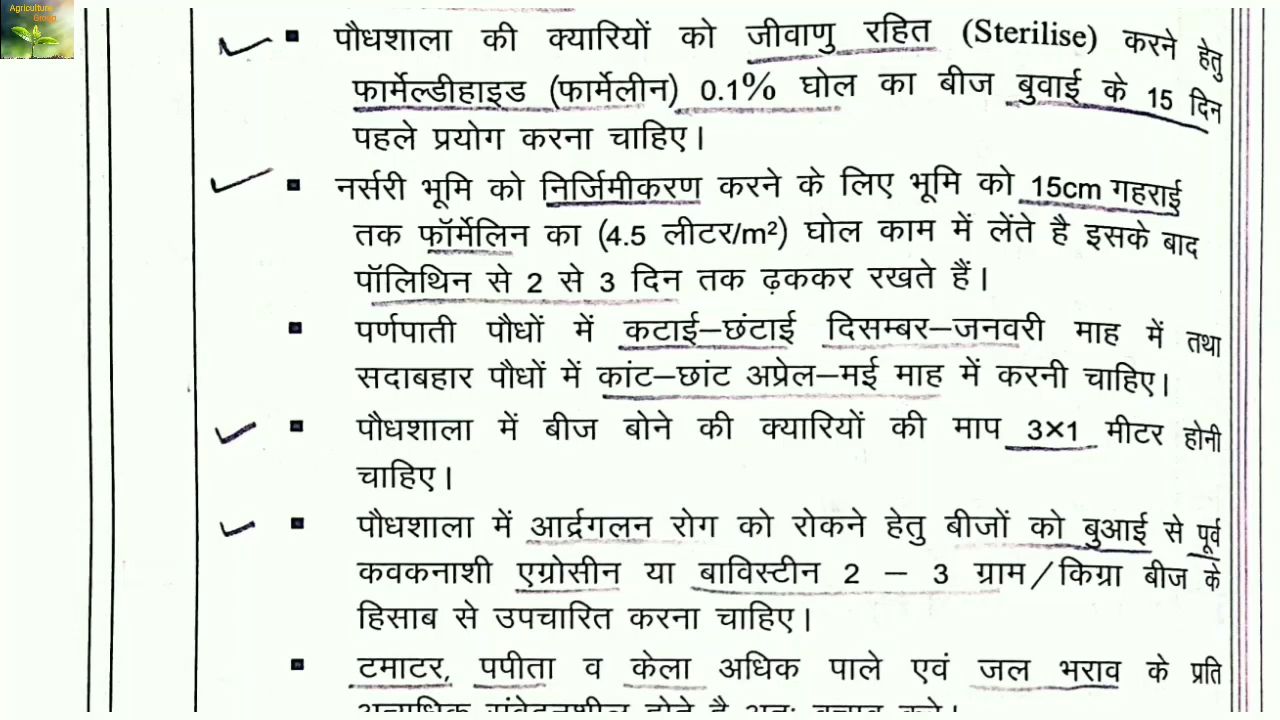 Agriculture
Group
पौधशाला की क्यारियों को जीवाणु रहित (Sterilise) करने हेतु
फार्मेल्डीहाइड (फार्मेलीन) 0.1% घोल का बीज बुवाई के 15 दिन
पहले प्रयोग करना चाहिए।
नर्सरी भूमि को निर्जिमीकरण करने के लिए भूमि को 15cm गहराई
तक फॉर्मेलिन का (4.5 लीटर/m²) घोल काम में लेंते है इसके बाद
पॉलिथिन से 2 से 3 दिन तक ढ़ककर रखते हैं।
पर्णपाती पौधों में कटाई–छंटाई दिसम्बर–जनवरी माह में तथा
सदाबहार पौधों में कांट–छांट अप्रेल–मई माह में करनी चाहिए।
पौधशाला में बीज बोने की क्यारियों की माप 3×1 मीटर होनी
चाहिए।
पौधशाला में आर्द्रगलन रोग को रोकने हेतु बीजों को बुआई से पूर्व
कवकनाशी एग्रोसीन या बाविस्टीन 2 – 3 ग्राम/किग्रा बीज के
हिसाब से उपचारित करना चाहिए।
टमाटर, पपीता व केला अधिक पाले एवं जल भराव के प्रति